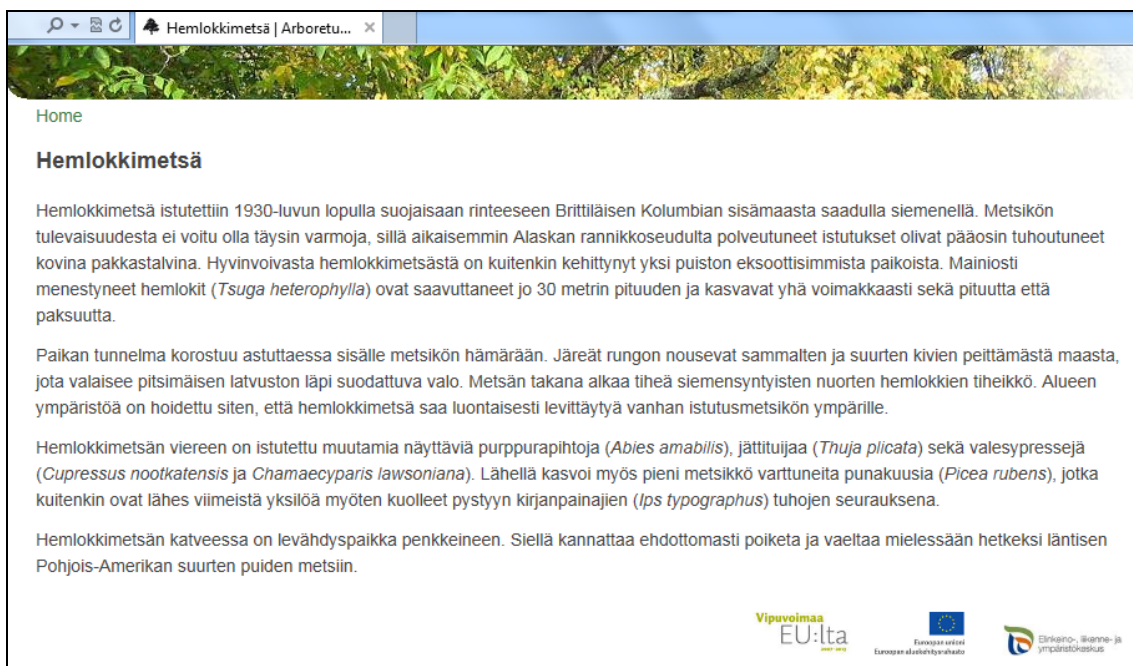 Hemlokkimetsä | Arboretu...
Home
Hemlokkimetsä
Hemlokkimetsä istutettiin 1930-luvun lopulla suojaisaan rinteeseen Brittiläisen Kolumbian sisämaasta saadulla siemenellä. Metsikön
tulevaisuudesta ei voitu olla täysin varmoja, sillä aikaisemmin Alaskan rannikkoseudulta polveutuneet istutukset olivat pääosin tuhoutuneet
kovina pakkastalvina. Hyvinvoivasta hemlokkimetsästä on kuitenkin kehittynyt yksi puiston eksoottisimmista paikoista. Mainiosti
menestyneet hemlokit (Tsuga heterophylla) ovat saavuttaneet jo 30 metrin pituuden ja kasvavat yhä voimakkaasti sekä pituutta että
paksuutta.
Paikan tunnelma korostuu astuttaessa sisälle metsikön hämärään. Järeät rungon nousevat sammalten ja suurten kivien peittämästä maasta,
jota valaisee pitsimäisen latvuston läpi suodattuva valo. Metsän takana alkaa tiheä siemensyntyisten nuorten hemlokkien tiheikkö. Alueen
ympäristöä on hoidettu siten, että hemlokkimetsä saa luontaisesti levittäytyä vanhan istutusmetsikön ympärille.
Hemlokkimetsän viereen on istutettu muutamia näyttäviä purppurapihtoja (Abies amabilis), jättituijaa (Thuja plicata) sekä valesypressejä
(Cupressus nootkatensis ja Chamaecyparis lawsoniana). Lähellä kasvoi myös pieni metsikkö varttuneita punakuusia (Picea rubens), jotka
kuitenkin ovat lähes viimeistä yksilöä myöten kuolleet pystyyn kirjanpainajien (Ips typographus) tuhojen seurauksena.
Hemlokkimetsän katveessa on levähdyspaikka penkkeineen. Siellä kannattaa ehdottomasti poiketa ja vaeltaa mielessään hetkeksi läntisen
Pohjois-Amerikan suurten puiden metsiin.
Vipuvoimaa
EU:lta
2007-2013
Euroopan unioni
Euroopan aluekehitysrahasto
Elinkeino-, liikenne- ja
ympäristökeskus